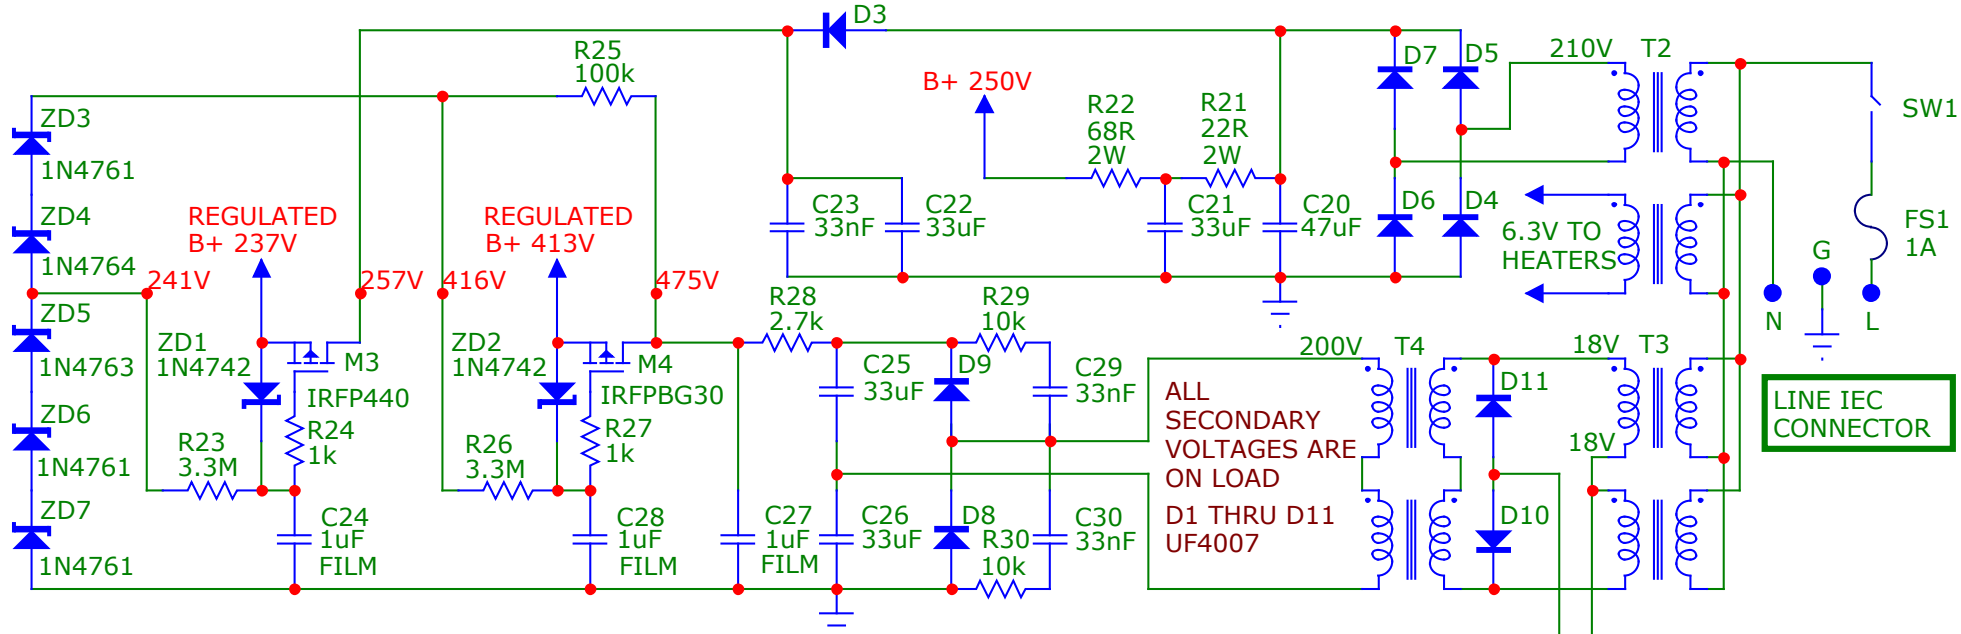 D3
R25
100k
D7
D5
210V
T2
B+ 250V
ZD3
R22
68R
2W
R21
22R
2W
SW1
1N4761
REGULATED
B+ 237V
REGULATED
B+ 413V
C23
33nF
C22
33uF
C21
33uF
C20
47uF
D6
D4
ZD4
1N4764
6.3V TO
HEATERS
FS1
1A
G
241V
257V
416V
475V
N
L
ZD5
1N4763
ZD1
1N4742
M3
IRFP440
ZD2
1N4742
M4
IRFPBG30
R28
2.7k
R29
10k
C25
33uF
D9
C29
33nF
200V
T4
18V
T3
D11
ALL
SECONDARY
VOLTAGES ARE
ON LOAD
D1 THRU D11
UF4007
18V
LINE IEC
CONNECTOR
ZD6
1N4761
R23
3.3M
R24
1k
R26
3.3M
R27
1k
ZD7
1N4761
C24
1uF
FILM
C28
1uF
FILM
C27
1uF
FILM
C26
33uF
D8
R30
10k
C30
33nF
D10